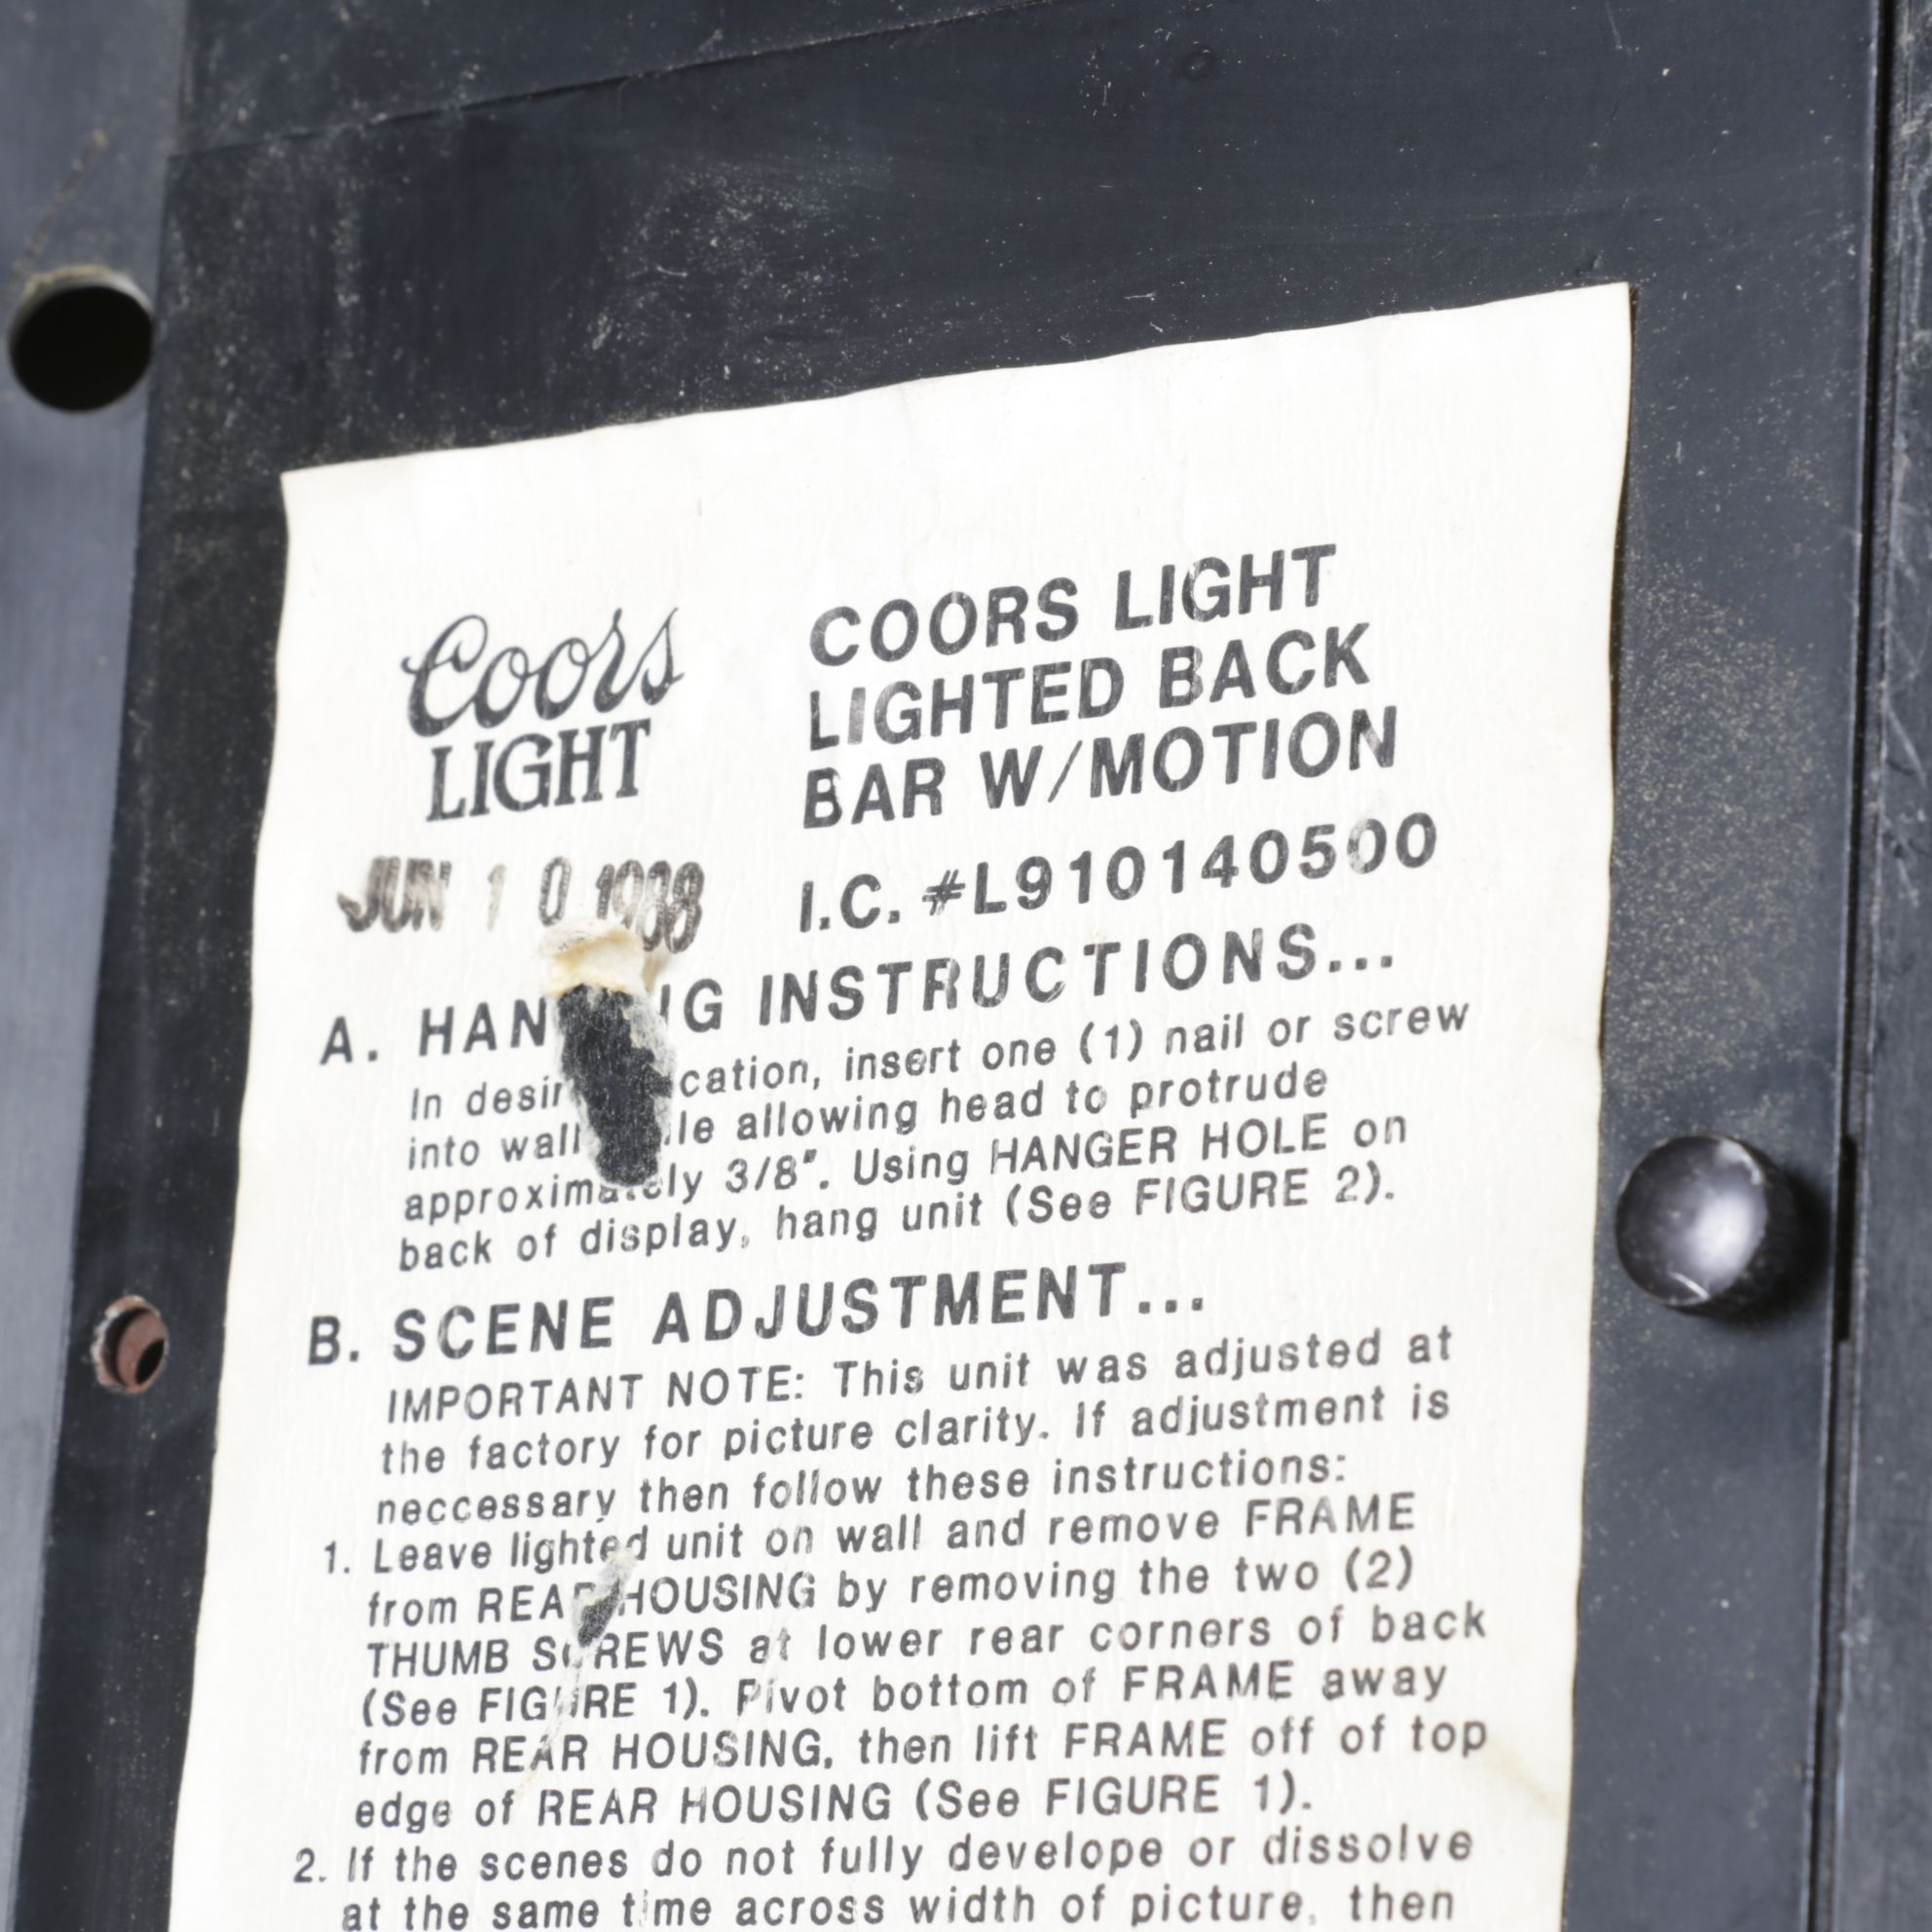 Coors
LIGHT
COORS LIGHT
LIGHTED BACK
BAR W/MOTION
JUN 10 1988
I.C. #L910140500
A. HAN IG INSTRUCTIONS...
In desir cation, insert one (1) nail or screw
into wall le allowing head to protrude
approximately 3/8". Using HANGER HOLE on
back of display, hang unit (See FIGURE 2).
B. SCENE ADJUSTMENT...
IMPORTANT NOTE: This unit was adjusted at
the factory for picture clarity. If adjustment is
neccessary then follow these instructions:
1. Leave lighted unit on wall and remove FRAME
from REAR HOUSING by removing the two (2)
THUMB SCREWS at lower rear corners of back
(See FIGURE 1). Pivot bottom of FRAME away
from REAR HOUSING, then lift FRAME off of top
edge of REAR HOUSING (See FIGURE 1).
2. If the scenes do not fully develope or dissolve
at the same time across width of picture, then